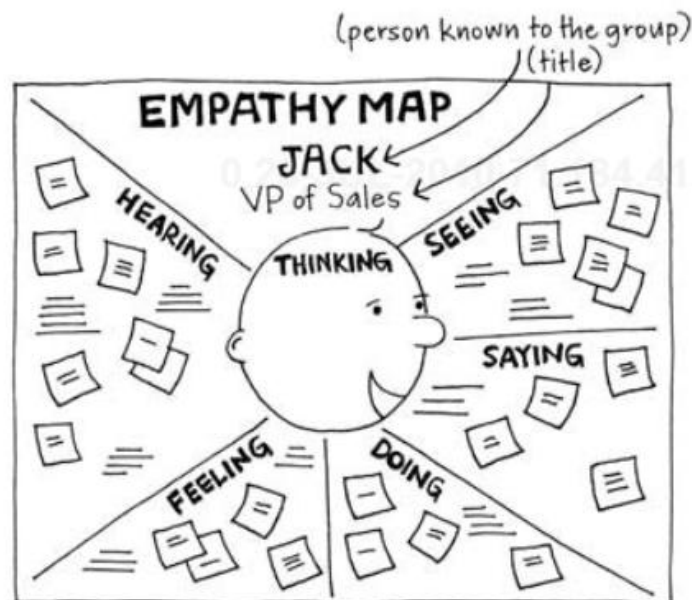 (person known to the group)
(title)
EMPATHY MAP
JACK
VP of Sales
HEARING
THINKING
SEEING
SAYING
FEELING
DOING